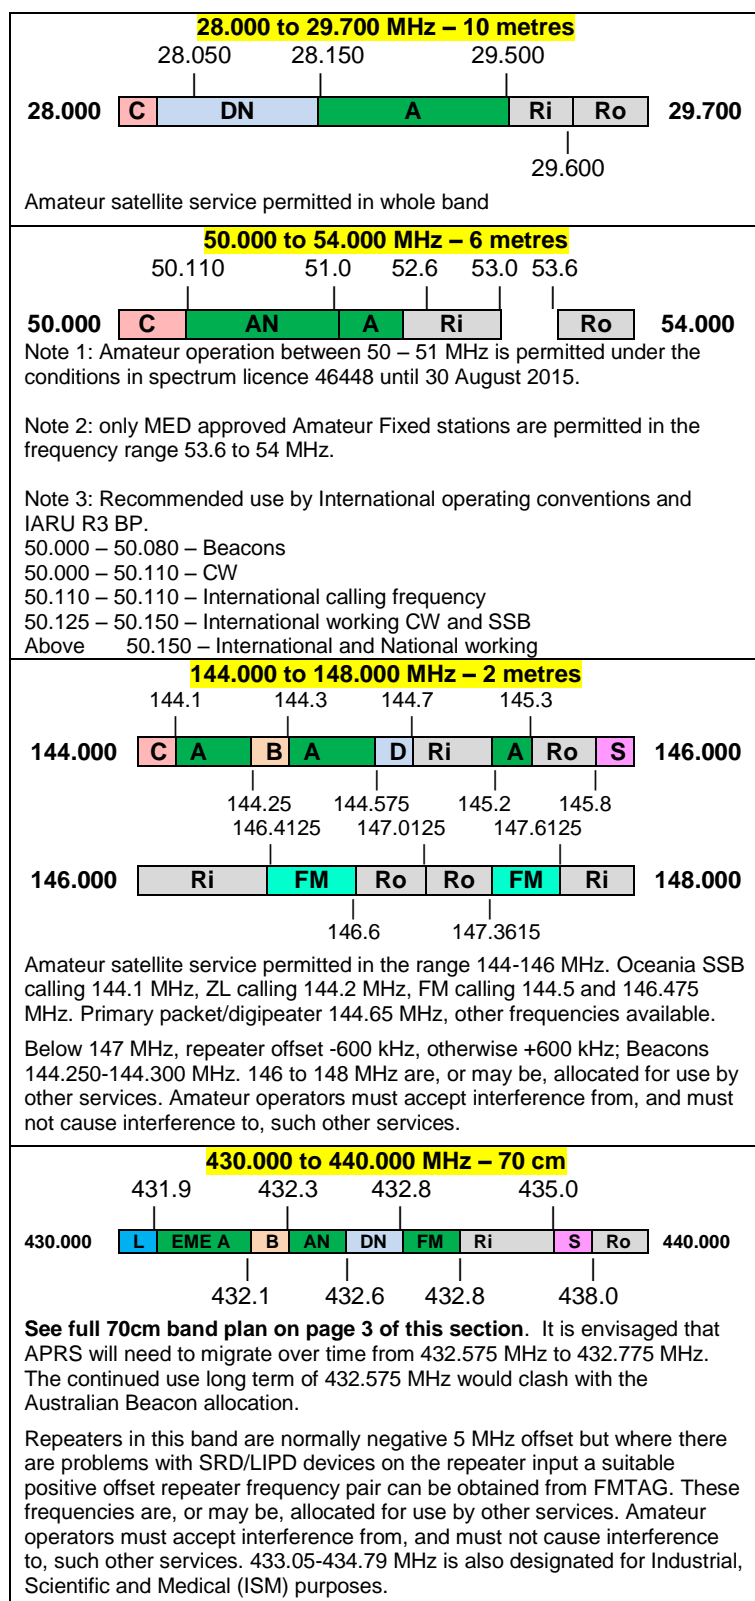 28.000 to 29.700 MHz – 10 metres
28.050 28.150 29.500
28.000 C DN A Ri Ro 29.700
29.600
Amateur satellite service permitted in whole band
50.000 to 54.000 MHz – 6 metres
50.110 51.0 52.6 53.0 53.6
50.000 C AN A Ri Ro 54.000
Note 1: Amateur operation between 50 – 51 MHz is permitted under the
conditions in spectrum licence 46448 until 30 August 2015.
Note 2: only MED approved Amateur Fixed stations are permitted in the
frequency range 53.6 to 54 MHz.
Note 3: Recommended use by International operating conventions and
IARU R3 BP.
50.000 – 50.080 – Beacons
50.000 – 50.110 – CW
50.110 – 50.110 – International calling frequency
50.125 – 50.150 – International working CW and SSB
Above 50.150 – International and National working
144.000 to 148.000 MHz – 2 metres
144.1 144.3 144.7 145.3
144.000 C A B A D Ri A Ro S 146.000
144.25 144.575 145.2 145.8
146.4125 147.0125 147.6125
146.000 Ri FM Ro Ro FM Ri 148.000
146.6 147.3615
Amateur satellite service permitted in the range 144-146 MHz. Oceania SSB
calling 144.1 MHz, ZL calling 144.2 MHz, FM calling 144.5 and 146.475
MHz. Primary packet/digipeater 144.65 MHz, other frequencies available.
Below 147 MHz, repeater offset -600 kHz, otherwise +600 kHz; Beacons
144.250-144.300 MHz. 146 to 148 MHz are, or may be, allocated for use by
other services. Amateur operators must accept interference from, and must
not cause interference to, such other services.
430.000 to 440.000 MHz – 70 cm
431.9 432.3 432.8 435.0
430.000 L EME A B AN DN FM Ri S Ro 440.000
432.1 432.6 432.8 438.0
See full 70cm band plan on page 3 of this section. It is envisaged that
APRS will need to migrate over time from 432.575 MHz to 432.775 MHz.
The continued use long term of 432.575 MHz would clash with the
Australian Beacon allocation.
Repeaters in this band are normally negative 5 MHz offset but where there
are problems with SRD/LIPD devices on the repeater input a suitable
positive offset repeater frequency pair can be obtained from FMTAG. These
frequencies are, or may be, allocated for use by other services. Amateur
operators must accept interference from, and must not cause interference
to, such other services. 433.05-434.79 MHz is also designated for Industrial,
Scientific and Medical (ISM) purposes.